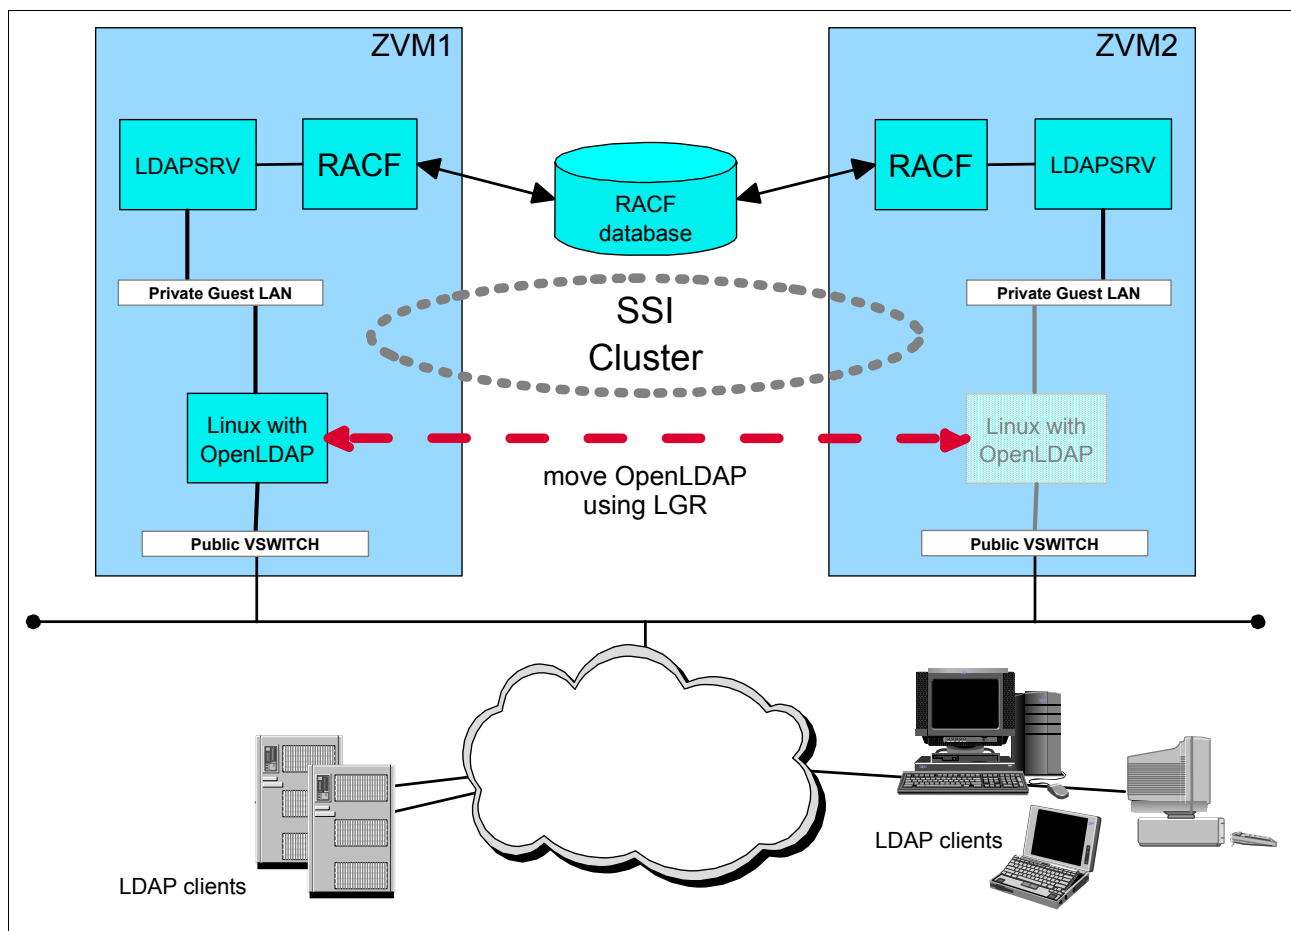 ZVM1
ZVM2
LDAPSRV
RACF
RACF
database
RACF
LDAPSRV
Private Guest LAN
Private Guest LAN
SSI
Cluster
Linux with
OpenLDAP
Linux with
OpenLDAP
move OpenLDAP
using LGR
Public VSWITCH
Public VSWITCH
LDAP clients
LDAP clients